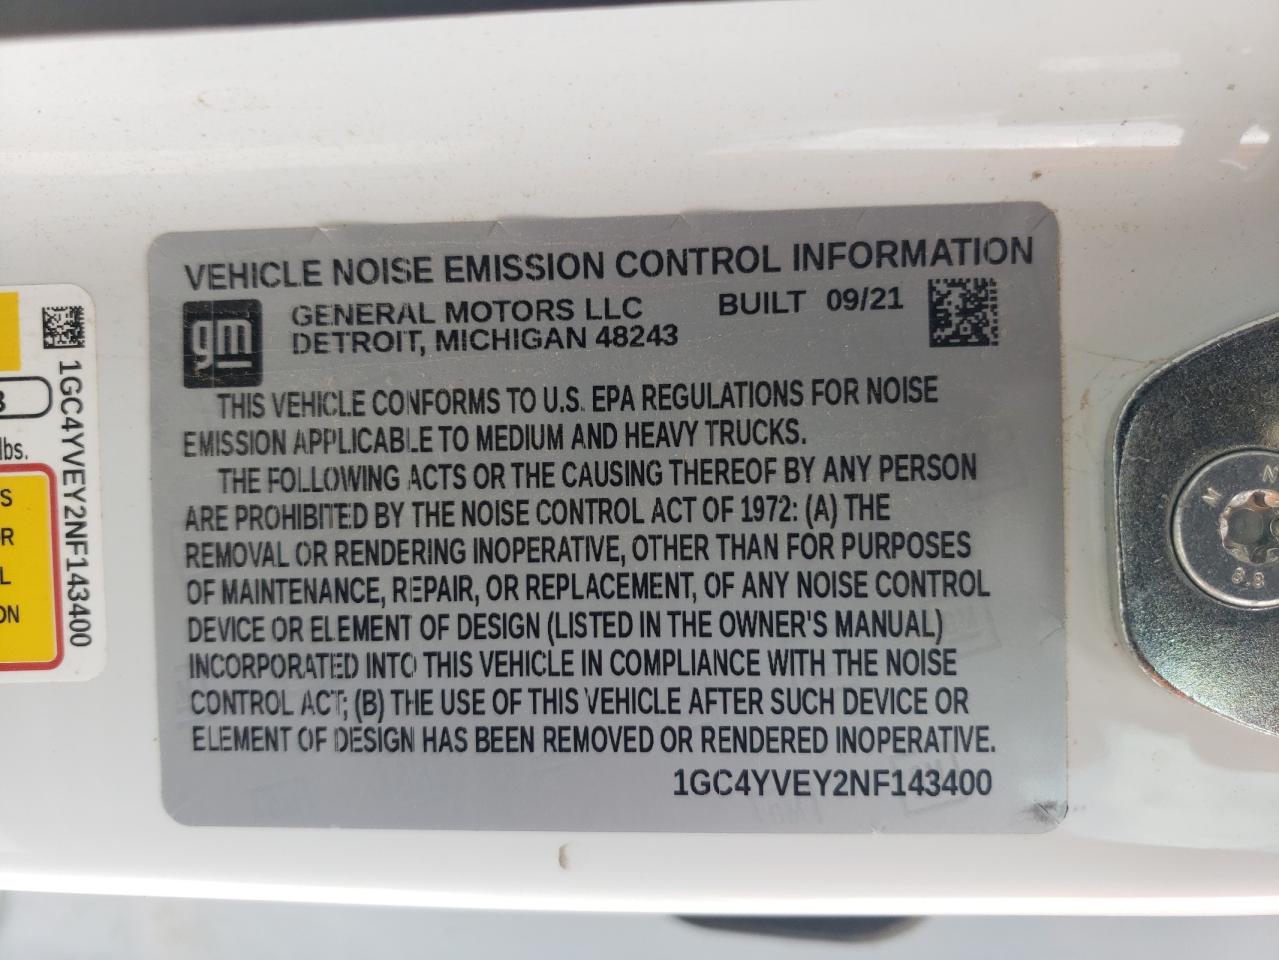 VEHICLE NOISE EMISSION CONTROL INFORMATION
gm
GENERAL MOTORS LLC BUILT 09/21
DETROIT, MICHIGAN 48243
THIS VEHICLE CONFORMS TO U.S. EPA REGULATIONS FOR NOISE
EMISSION APPLICABLE TO MEDIUM AND HEAVY TRUCKS.
THE FOLLOWING ACTS OR THE CAUSING THEREOF BY ANY PERSON
ARE PROHIBITED BY THE NOISE CONTROL ACT OF 1972: (A) THE
REMOVAL OR RENDERING INOPERATIVE, OTHER THAN FOR PURPOSES
OF MAINTENANCE, REPAIR, OR REPLACEMENT, OF ANY NOISE CONTROL
DEVICE OR ELEMENT OF DESIGN (LISTED IN THE OWNER'S MANUAL)
INCORPORATED INTO THIS VEHICLE IN COMPLIANCE WITH THE NOISE
CONTROL ACT; (B) THE USE OF THIS VEHICLE AFTER SUCH DEVICE OR
ELEMENT OF DESIGN HAS BEEN REMOVED OR RENDERED INOPERATIVE.
1GC4YVEY2NF143400
1GC4YVEY2NF143400
lbs.
8.8